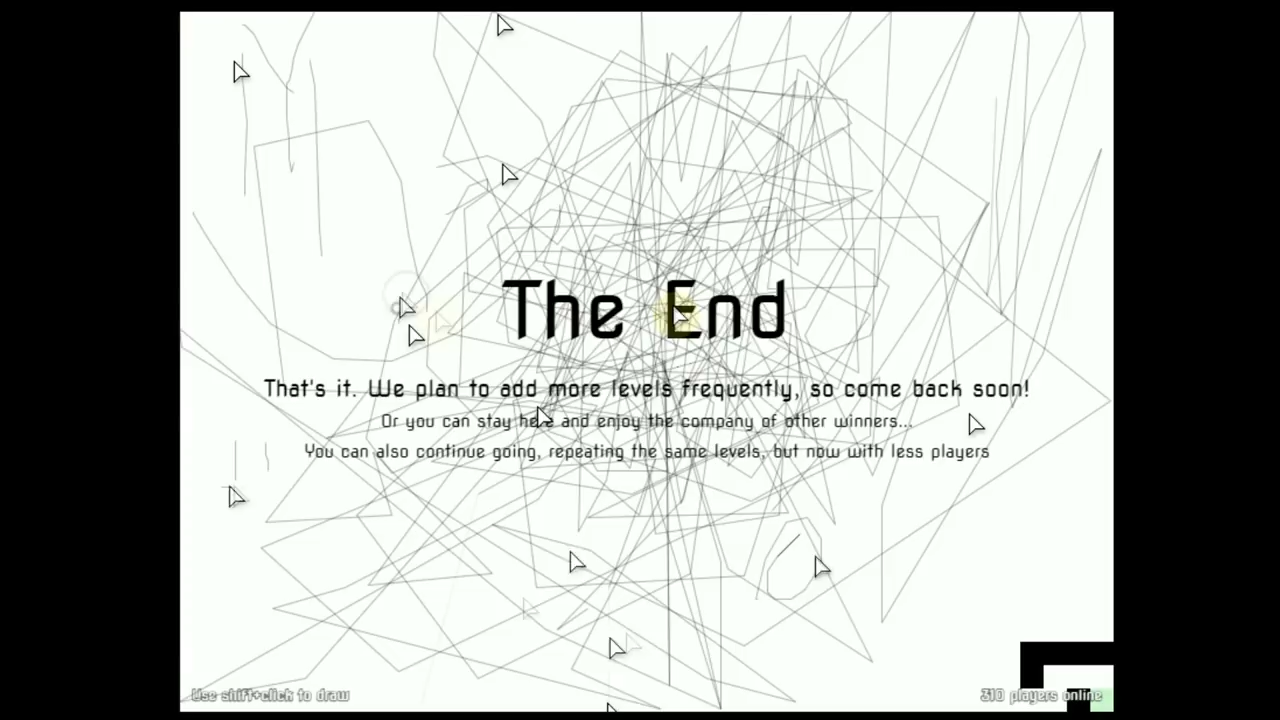 The End
That's it. We plan to add more levels frequently, so come back soon!
Or you can stay here and enjoy the company of other winners...
You can also continue going, repeating the same levels, but now with less players
Use shift+click to draw
310 players online